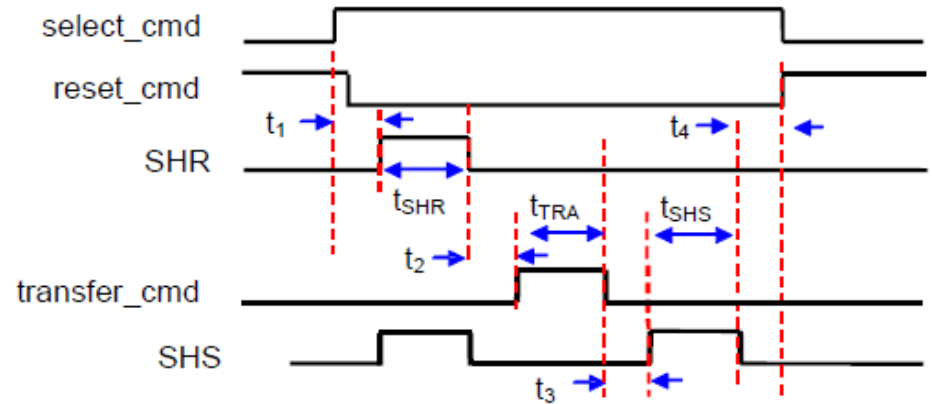 select_cmd
reset_cmd
t1
t4
SHR
tSHR
tTRA
tSHS
t2
transfer_cmd
SHS
t3